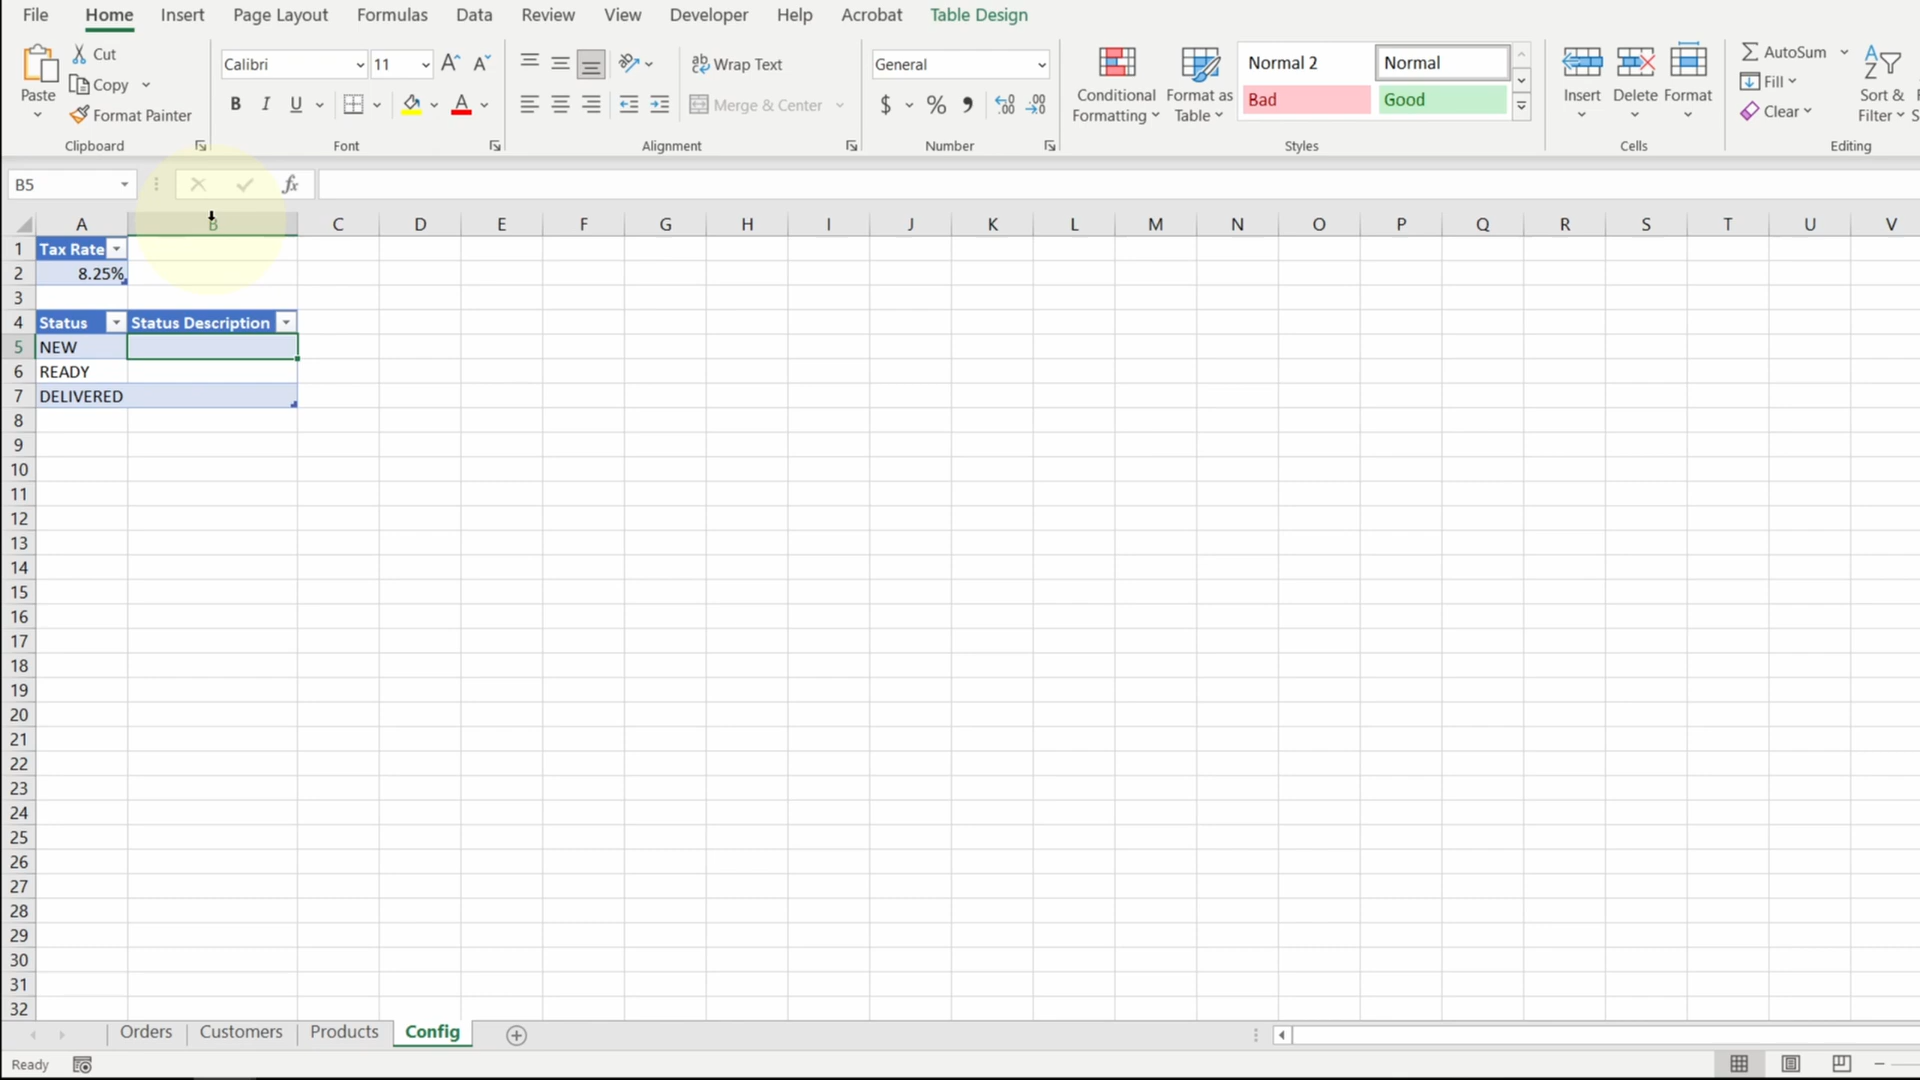 File Home Insert Page Layout Formulas Data Review View Developer Help Acrobat Table Design
Paste Cut Copy Format Painter Clipboard
Calibri 11 B I U A Font
ab Wrap Text Merge & Center Alignment
General $ % Number
Conditional Formatting Format as Table
Normal 2 Normal
Bad Good
Styles
Insert Delete Format Cells
AutoSum Fill Clear
Sort & Filter Editing
B5 fx
A B C D E F G H I J K L M N O P Q R S T U V
1 Tax Rate
2 8.25%
3
4 Status Status Description
5 NEW
6 READY
7 DELIVERED
8
9
10
11
12
13
14
15
16
17
18
19
20
21
22
23
24
25
26
27
28
29
30
31
32
Orders Customers Products Config
Ready